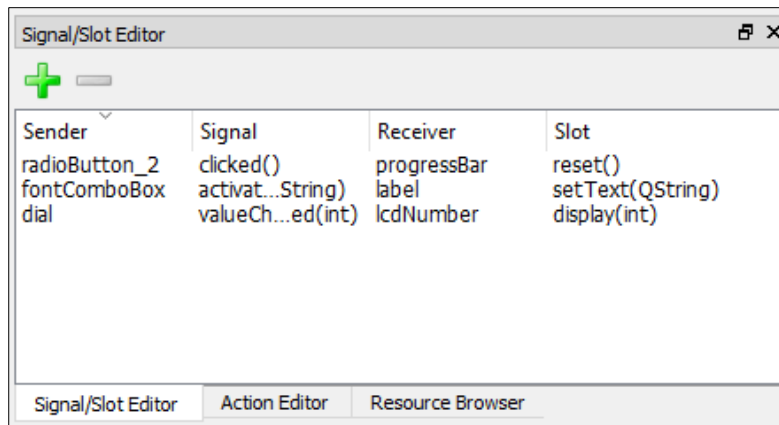 Signal/Slot Editor
Sender Signal Receiver Slot
radioButton_2 clicked() progressBar reset()
fontComboBox activat...String) label setText(QString)
dial valueCh...ed(int) lcdNumber display(int)
Signal/Slot Editor Action Editor Resource Browser